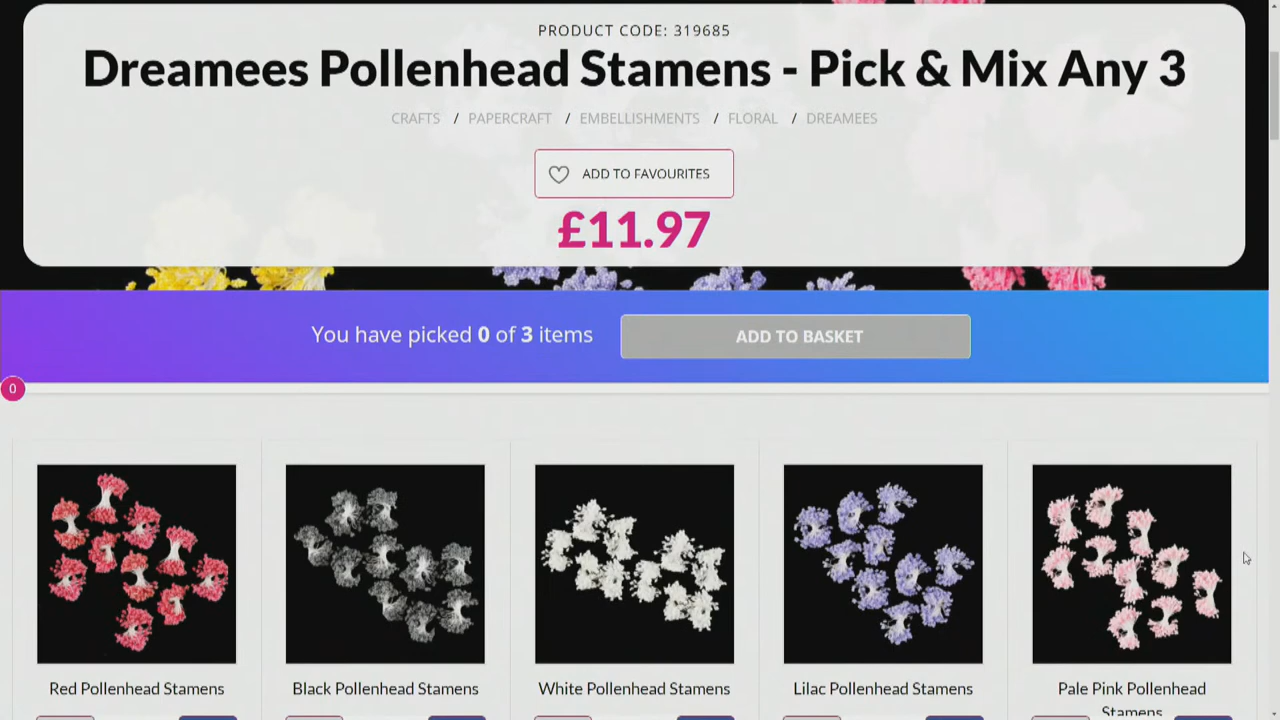 PRODUCT CODE: 319685
Dreamees Pollenhead Stamens - Pick & Mix Any 3
CRAFTS / PAPERCRAFT / EMBELLISHMENTS / FLORAL / DREAMEES
ADD TO FAVOURITES
£11.97
You have picked 0 of 3 items
ADD TO BASKET
0
Red Pollenhead Stamens
Black Pollenhead Stamens
White Pollenhead Stamens
Lilac Pollenhead Stamens
Pale Pink Pollenhead
Stamens